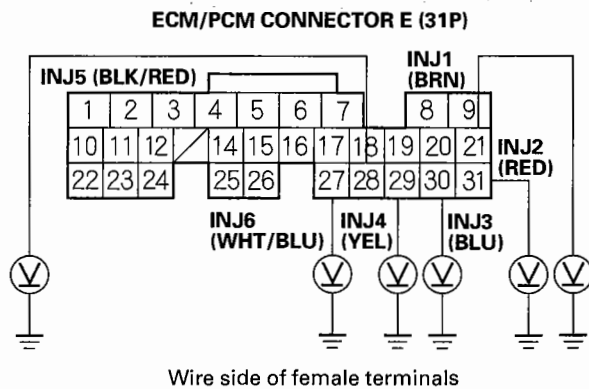 ECM/PCM CONNECTOR E (31P)
INJ5 (BLK/RED)
INJ1
(BRN)
1 2 3 4 5 6 7 8 9
10 11 12 14 15 16 17 18 19 20 21
INJ2
(RED)
22 23 24 25 26 27 28 29 30 31
INJ6
(WHT/BLU)
INJ4
(YEL)
INJ3
(BLU)
V V V V V V
Wire side of female terminals